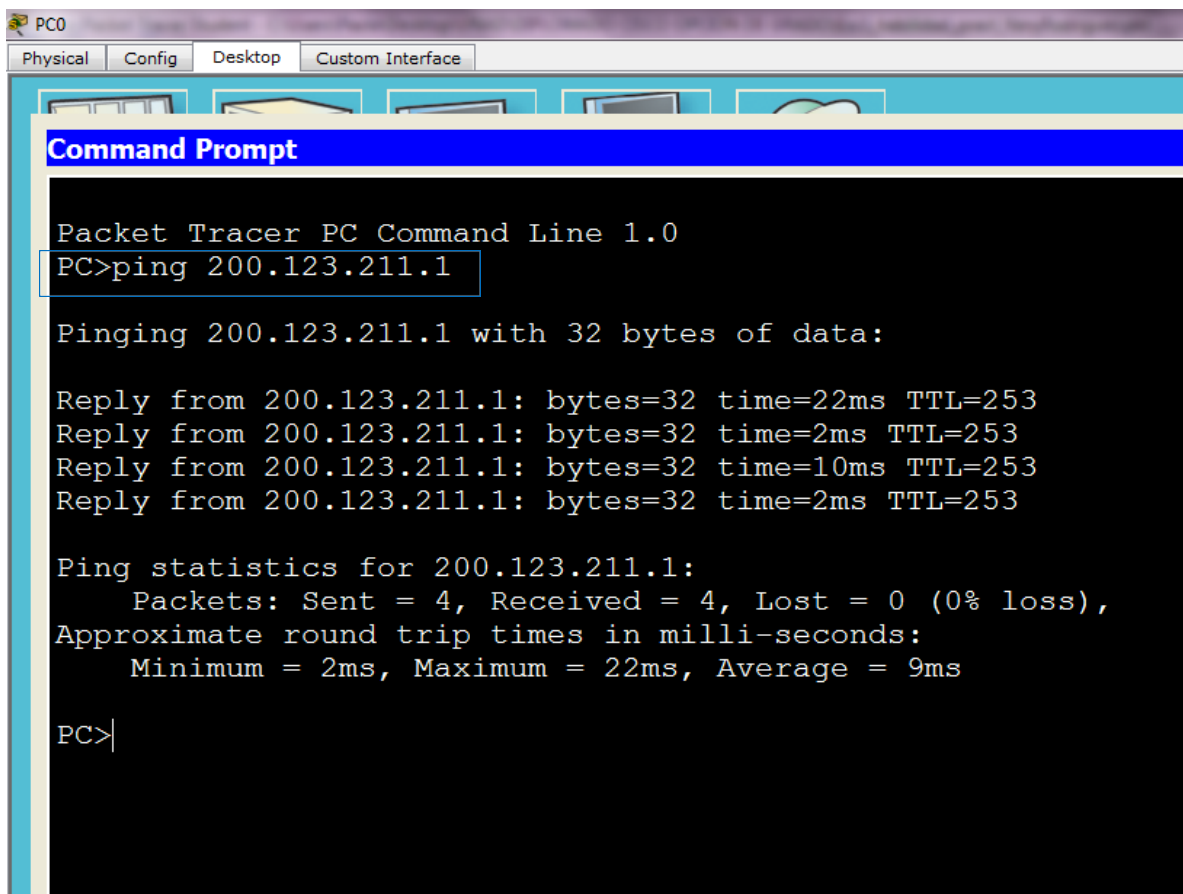 PC0
Physical Config Desktop Custom Interface
Command Prompt
Packet Tracer PC Command Line 1.0
PC>ping 200.123.211.1
Pinging 200.123.211.1 with 32 bytes of data:
Reply from 200.123.211.1: bytes=32 time=22ms TTL=253
Reply from 200.123.211.1: bytes=32 time=2ms TTL=253
Reply from 200.123.211.1: bytes=32 time=10ms TTL=253
Reply from 200.123.211.1: bytes=32 time=2ms TTL=253
Ping statistics for 200.123.211.1:
Packets: Sent = 4, Received = 4, Lost = 0 (0% loss),
Approximate round trip times in milli-seconds:
Minimum = 2ms, Maximum = 22ms, Average = 9ms
PC>